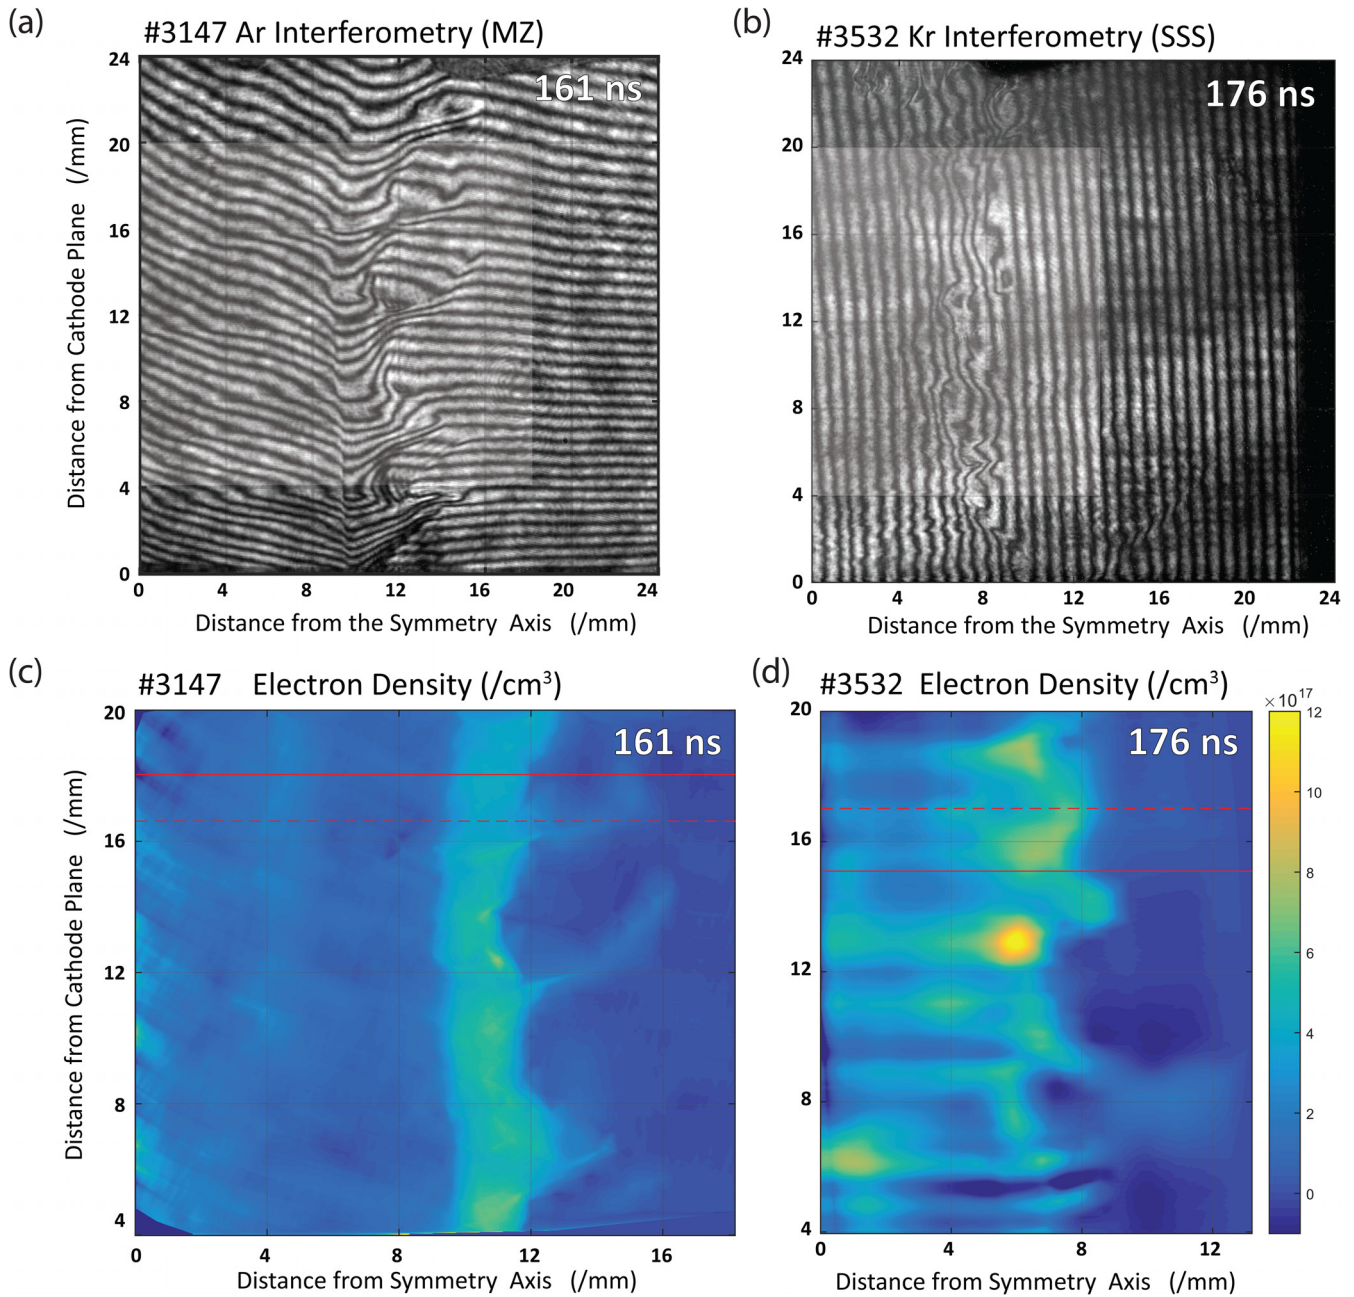 (a)
#3147 Ar Interferometry (MZ)
161 ns
24
20
16
12
8
4
0
Distance from Cathode Plane (/mm)
0 4 8 12 16 20 24
Distance from the Symmetry Axis (/mm)
(b)
#3532 Kr Interferometry (SSS)
176 ns
24
20
16
12
8
4
0
0 4 8 12 16 20 24
Distance from the Symmetry Axis (/mm)
(c)
#3147 Electron Density (/cm³)
161 ns
20
16
12
8
4
Distance from Cathode Plane (/mm)
0 4 8 12 16
Distance from Symmetry Axis (/mm)
(d)
#3532 Electron Density (/cm³)
176 ns
20
16
12
8
4
0 4 8 12
Distance from Symmetry Axis (/mm)
×10¹⁷
12
10
8
6
4
2
0